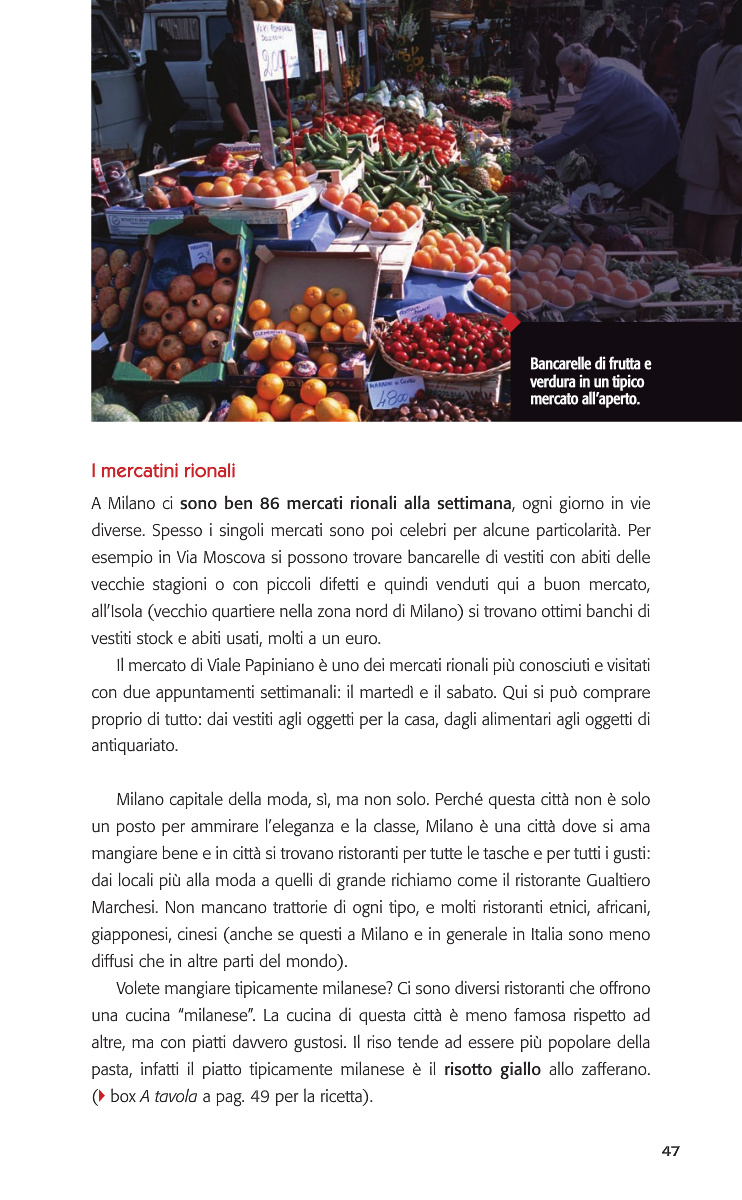 KAKI POMODORO
2,00
CLEMENTINE
MARRONI di CUNEO
4,80
Bancarelle di frutta e
verdura in un tipico
mercato all'aperto.
I mercatini rionali
A Milano ci sono ben 86 mercati rionali alla settimana, ogni giorno in vie
diverse. Spesso i singoli mercati sono poi celebri per alcune particolarità. Per
esempio in Via Moscova si possono trovare bancarelle di vestiti con abiti delle
vecchie stagioni o con piccoli difetti e quindi venduti qui a buon mercato,
all'Isola (vecchio quartiere nella zona nord di Milano) si trovano ottimi banchi di
vestiti stock e abiti usati, molti a un euro.
Il mercato di Viale Papiniano è uno dei mercati rionali più conosciuti e visitati
con due appuntamenti settimanali: il martedì e il sabato. Qui si può comprare
proprio di tutto: dai vestiti agli oggetti per la casa, dagli alimentari agli oggetti di
antiquariato.
Milano capitale della moda, sì, ma non solo. Perché questa città non è solo
un posto per ammirare l'eleganza e la classe, Milano è una città dove si ama
mangiare bene e in città si trovano ristoranti per tutte le tasche e per tutti i gusti:
dai locali più alla moda a quelli di grande richiamo come il ristorante Gualtiero
Marchesi. Non mancano trattorie di ogni tipo, e molti ristoranti etnici, africani,
giapponesi, cinesi (anche se questi a Milano e in generale in Italia sono meno
diffusi che in altre parti del mondo).
Volete mangiare tipicamente milanese? Ci sono diversi ristoranti che offrono
una cucina “milanese”. La cucina di questa città è meno famosa rispetto ad
altre, ma con piatti davvero gustosi. Il riso tende ad essere più popolare della
pasta, infatti il piatto tipicamente milanese è il risotto giallo allo zafferano.
( box A tavola a pag. 49 per la ricetta).
47